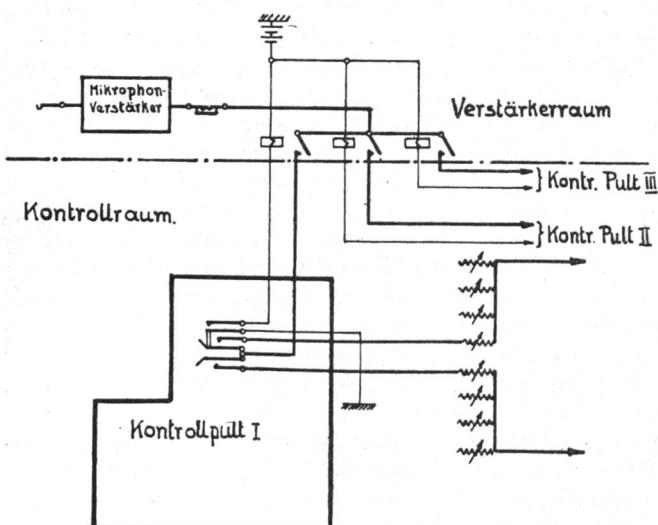 Mikrophon-
Verstärker
Verstärkerraum
Kontr. Pult III
Kontrollraum.
Kontr. Pult II
Kontrollpult I